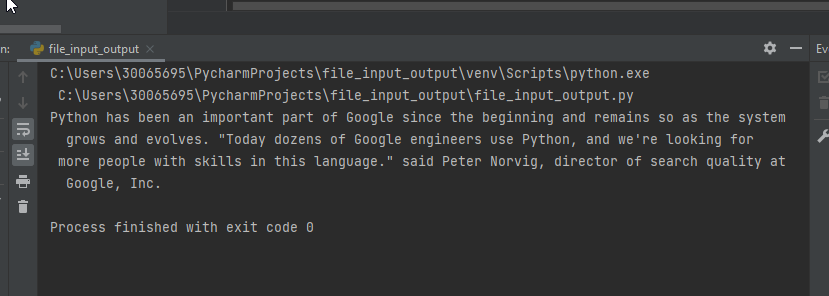 n: file_input_output
Ev
C:\Users\30065695\PycharmProjects\file_input_output\venv\Scripts\python.exe
C:\Users\30065695\PycharmProjects\file_input_output\file_input_output.py
Python has been an important part of Google since the beginning and remains so as the system
grows and evolves. "Today dozens of Google engineers use Python, and we're looking for
more people with skills in this language." said Peter Norvig, director of search quality at
Google, Inc.
Process finished with exit code 0